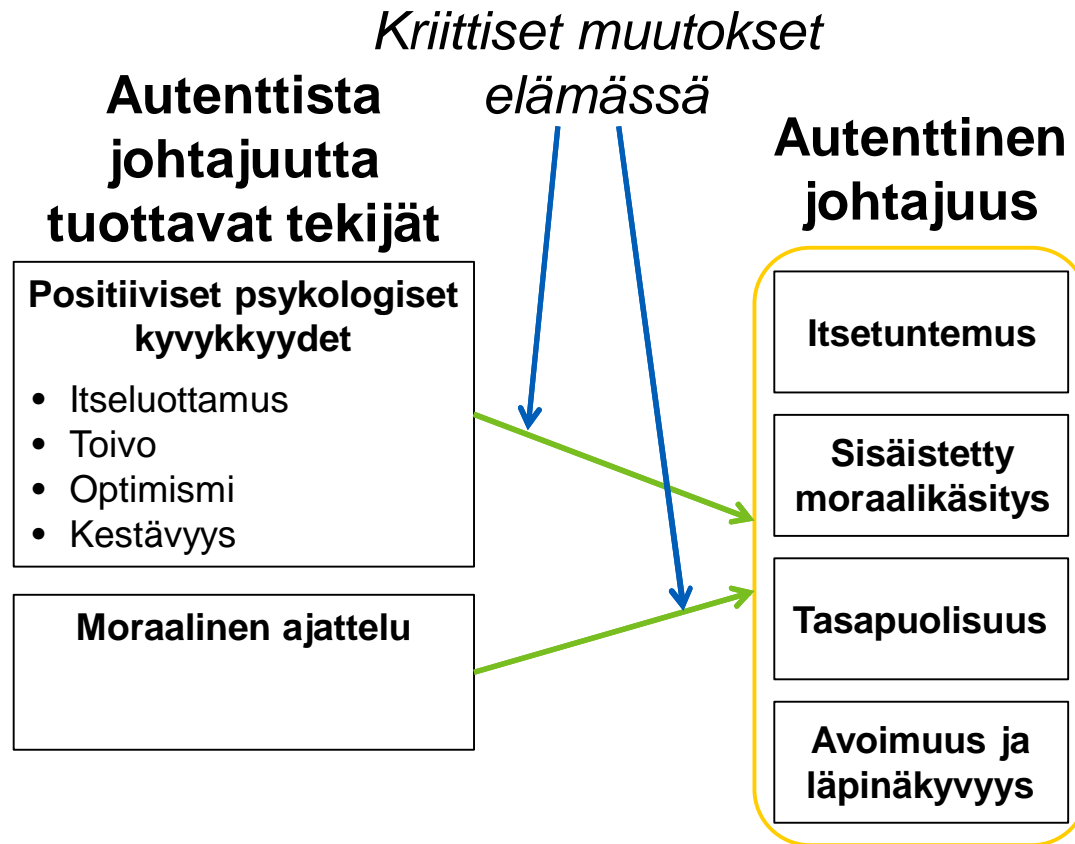 Kriittiset muutokset
elämässä
Autenttista
johtajuutta
tuottavat tekijät
Positiiviset psykologiset
kyvykkyydet
• Itseluottamus
• Toivo
• Optimismi
• Kestävyys
Moraalinen ajattelu
Autenttinen
johtajuus
Itsetuntemus
Sisäistetty
moraalikäsitys
Tasapuolisuus
Avoimuus ja
läpinäkyvyys